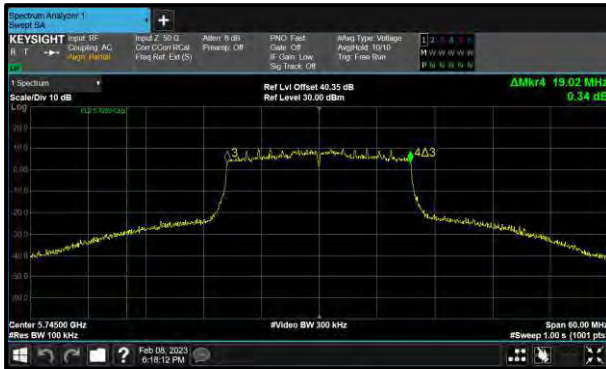 Spectrum Analyzer 1
Swept SA
+
KEYSIGHT Input: RF Input Z: 50 Ω Atten: 8 dB PNO: Fast #Avg Type: Voltage 1 2 3 4 5 6
R T Coupling: AC Corr CCorr RCal Preamp: Off Gate: Off Avg|Hold: 10/10 M W W W W W
Align: Partial Freq Ref: Ext (S) IF Gain: Low Trig: Free Run
Sig Track: Off P N N N N N
1 Spectrum
Ref Lvl Offset 40.35 dB ΔMkr4 19.02 MHz
Scale/Div 10 dB Ref Level 30.00 dBm 0.34 dB
Log
20.0
10.0
3 4Δ3
0.00
-10.0
-20.0
-30.0
-40.0
-50.0
-60.0
Center 5.74500 GHz #Video BW 300 kHz Span 60.00 MHz
#Res BW 100 kHz #Sweep 1.00 s (1001 pts)
? Feb 08, 2023
6:18:12 PM